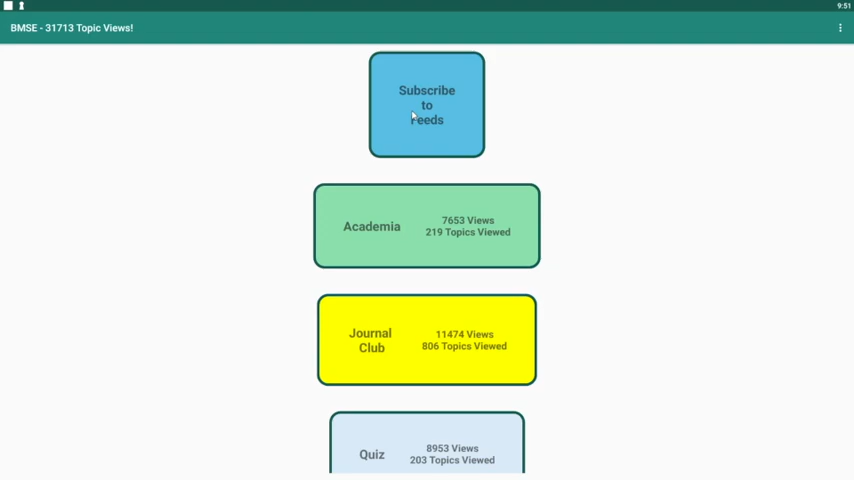 9:51
BMSE - 31713 Topic Views!
Subscribe
to
Feeds
Academia
7653 Views
219 Topics Viewed
Journal
Club
11474 Views
806 Topics Viewed
Quiz
8953 Views
203 Topics Viewed